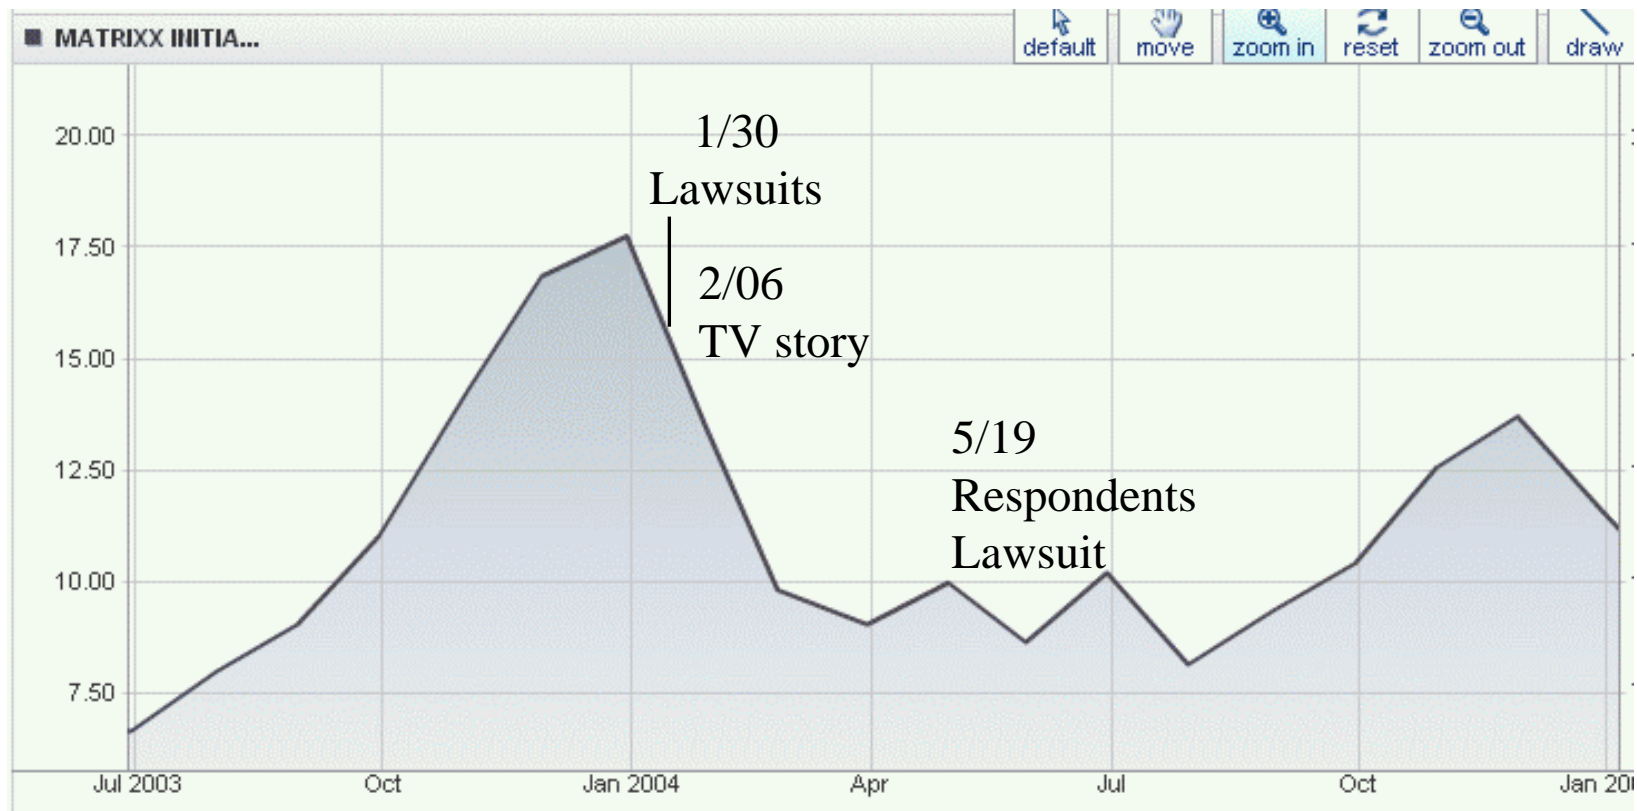 MATRIXX INITIA...
default move zoom in reset zoom out draw
20.00
17.50
15.00
12.50
10.00
7.50
1/30
Lawsuits
2/06
TV story
5/19
Respondents
Lawsuit
Jul 2003 Oct Jan 2004 Apr Jul Oct Jan 200